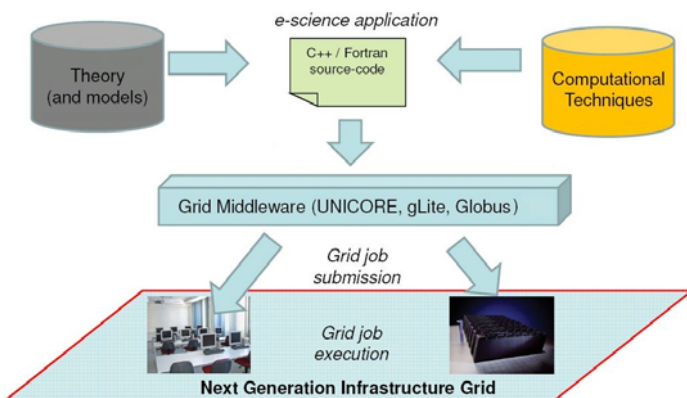 e-science application
C++ / Fortran
source-code
Theory
(and models)
Computational
Techniques
Grid Middleware (UNICORE, gLite, Globus)
Grid job
submission
Grid job
execution
Next Generation Infrastructure Grid